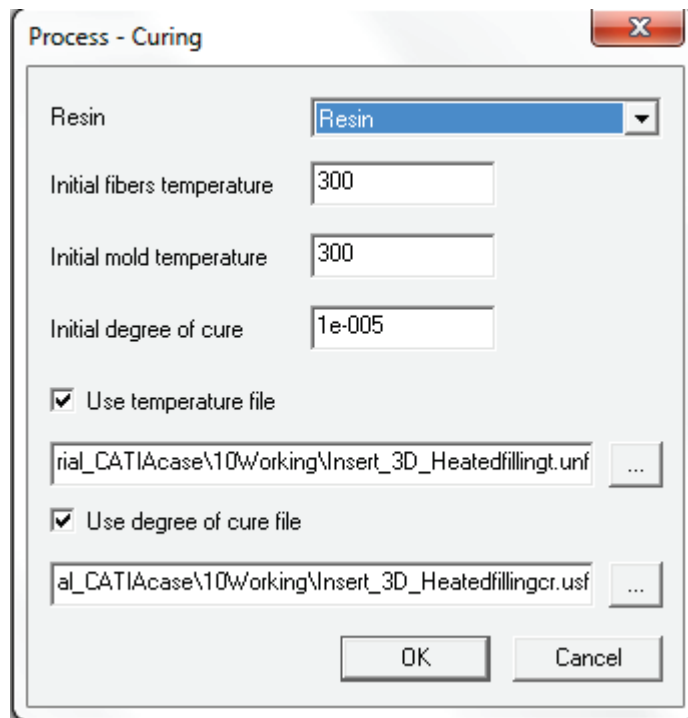 Process - Curing
Resin Resin
Initial fibers temperature 300
Initial mold temperature 300
Initial degree of cure 1e-005
Use temperature file
rial_CATIAcase\10Working\Insert_3D_Heatedfillingt.unf ...
Use degree of cure file
al_CATIAcase\10Working\Insert_3D_Heatedfillingcr.usf ...
OK Cancel